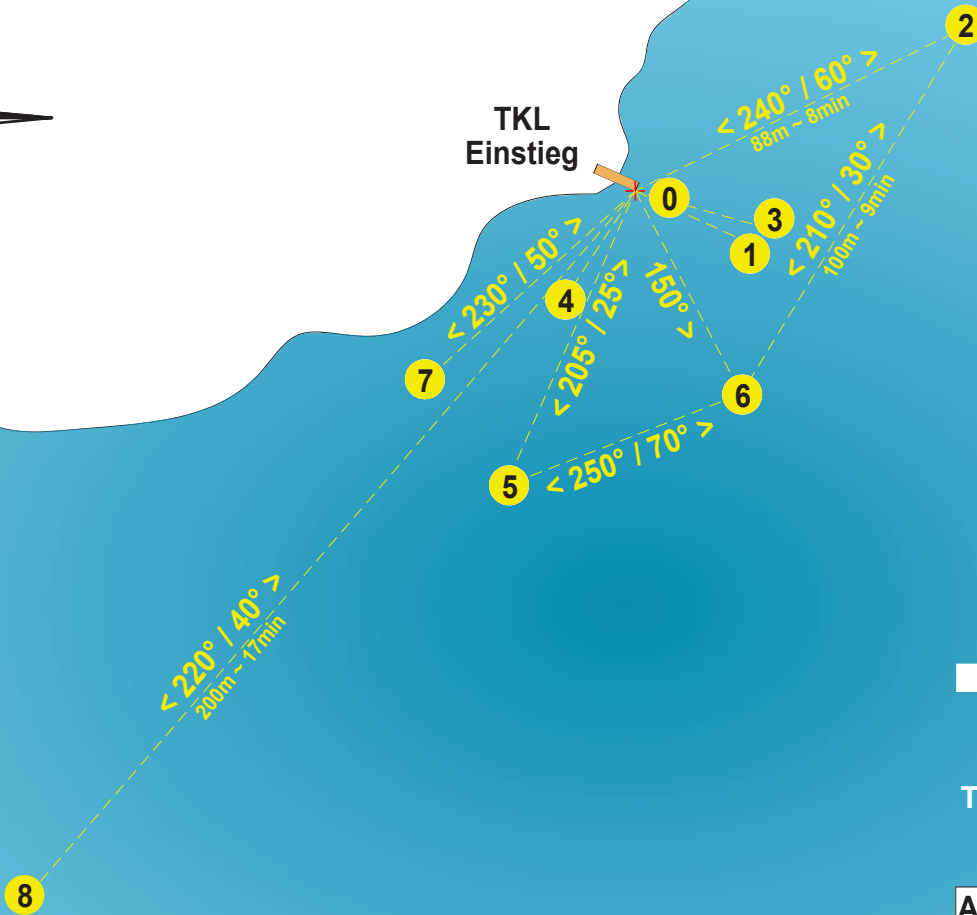 2
< 240° / 60° >
88m ~ 8min
TKL
Einstieg
0
3
1
< 210° / 30° >
100m ~ 9min
< 230° / 50° >
4
< 205° / 25° >
150° >
7
6
5
< 250° / 70° >
< 220° / 40° >
200m ~ 17min
T
8
A